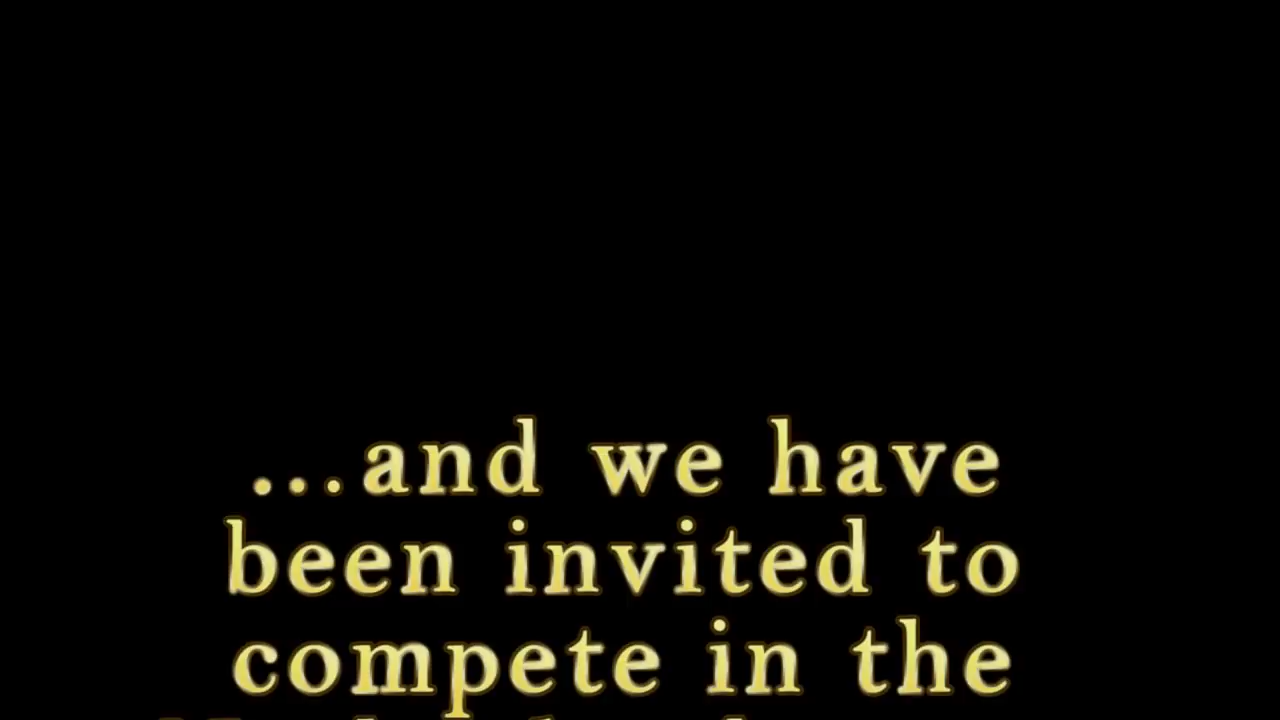 ...and we have
been invited to
compete in the